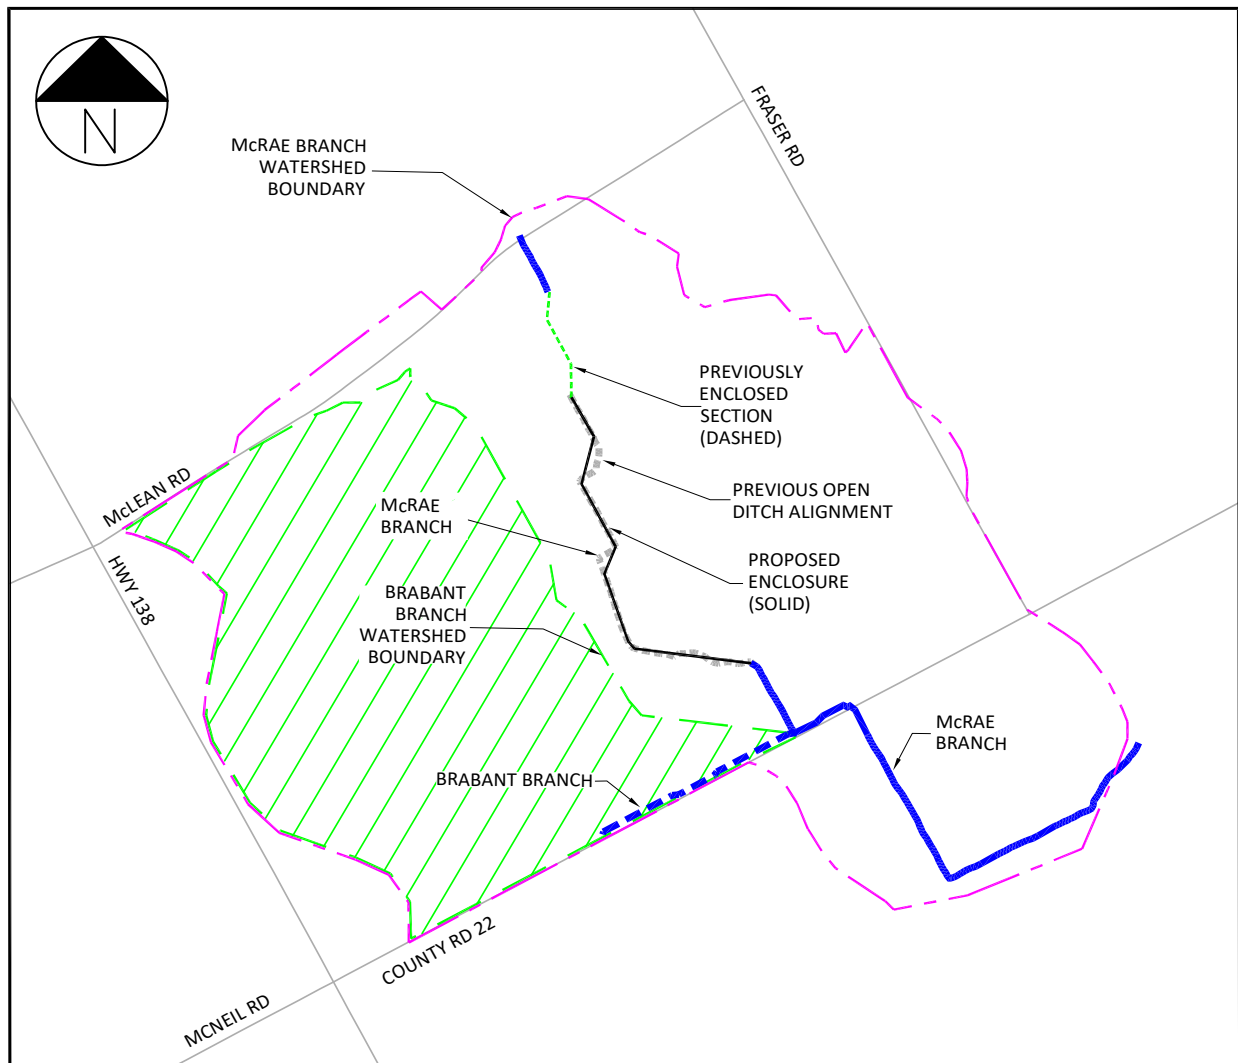 N
McRAE BRANCH
WATERSHED
BOUNDARY
FRASER RD
PREVIOUSLY
ENCLOSED
SECTION
(DASHED)
McLEAN RD
McRAE
BRANCH
PREVIOUS OPEN
DITCH ALIGNMENT
HWY 138
BRABANT
BRANCH
WATERSHED
BOUNDARY
PROPOSED
ENCLOSURE
(SOLID)
McRAE
BRANCH
BRABANT BRANCH
COUNTY RD 22
MCNEIL RD